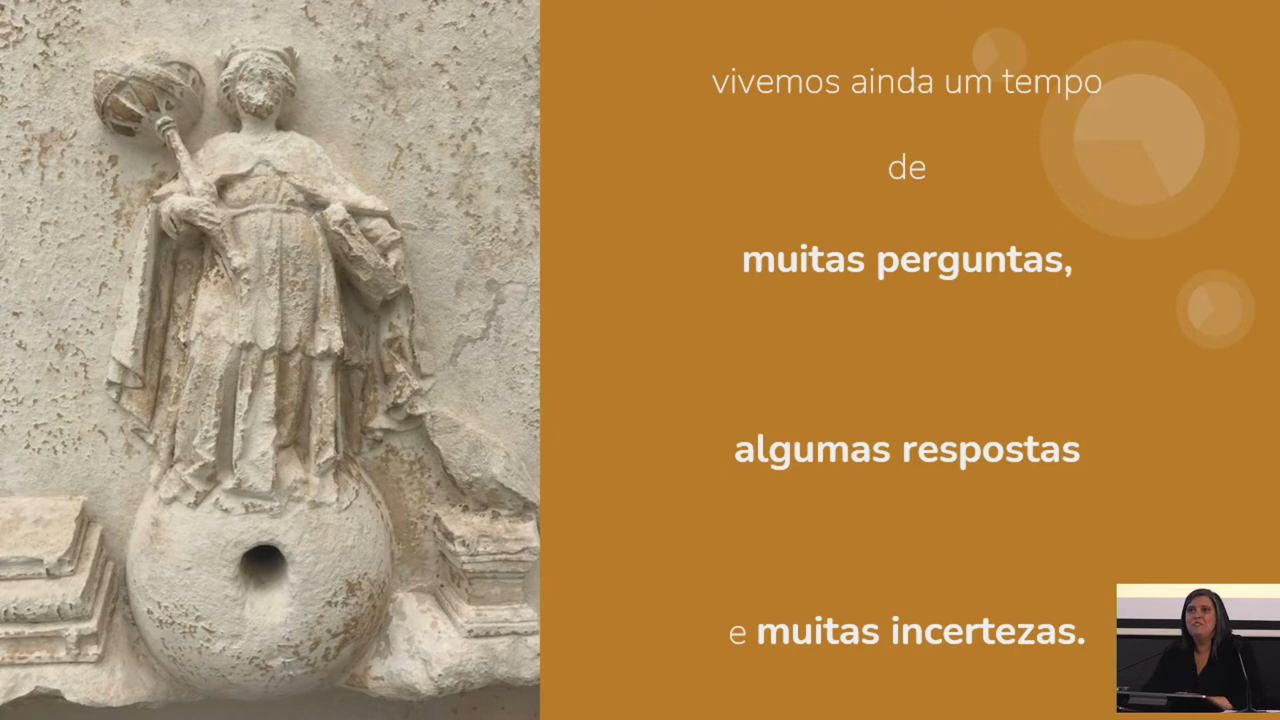 vivemos ainda um tempo
de
muitas perguntas,
algumas respostas
e muitas incertezas.